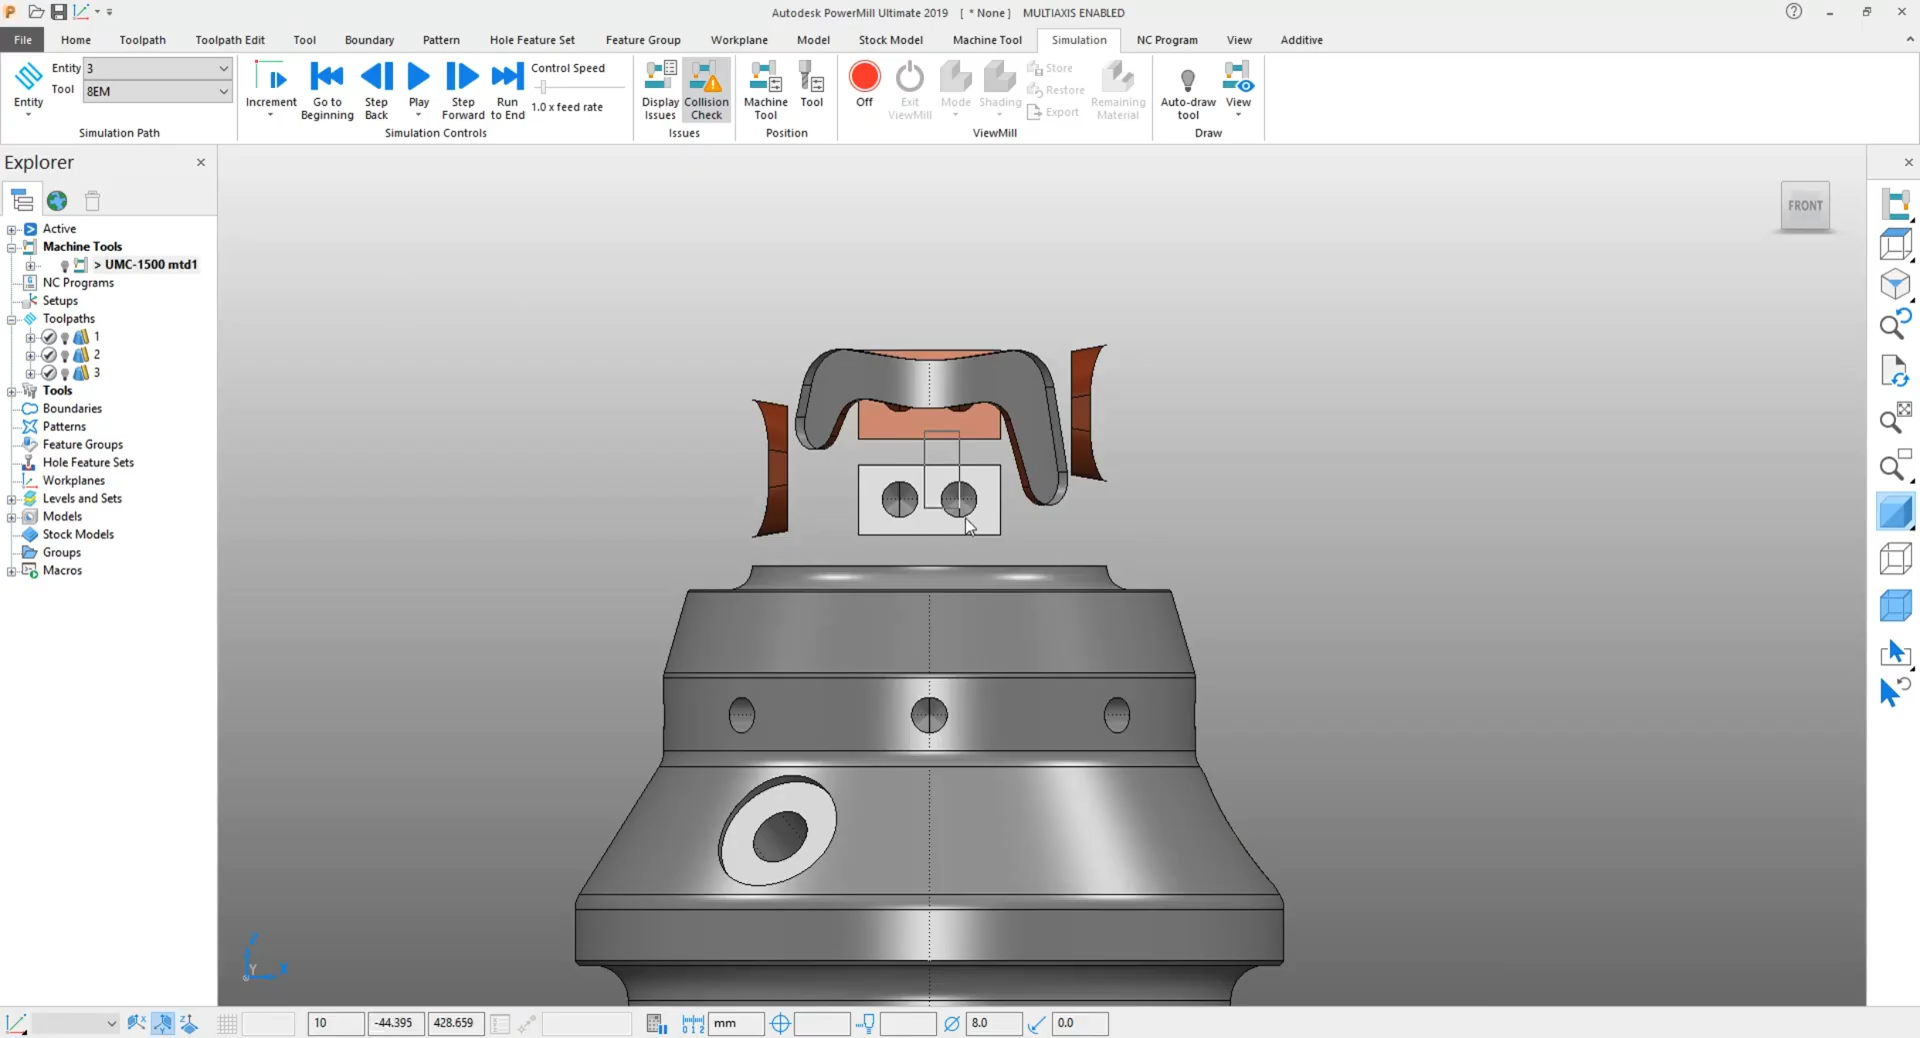 Autodesk PowerMill Ultimate 2019 [ * None ] MULTIAXIS ENABLED
File Home Toolpath Toolpath Edit Tool Boundary Pattern Hole Feature Set Feature Group Workplane Model Stock Model Machine Tool Simulation NC Program View Additive
Entity 3
Tool 8EM
Entity
Simulation Path
Increment
Go to Beginning
Step Back
Play
Step Forward
Run to End
Control Speed
1.0 x feed rate
Simulation Controls
Display Issues
Collision Check
Issues
Machine Tool
Tool
Position
Off
Exit ViewMill
Mode
Shading
Store
Restore
Export
Remaining Material
ViewMill
Auto-draw tool
View
Draw
Explorer
Active
Machine Tools
> UMC-1500 mtd1
NC Programs
Setups
Toolpaths
1
2
3
Tools
Boundaries
Patterns
Feature Groups
Hole Feature Sets
Workplanes
Levels and Sets
Models
Stock Models
Groups
Macros
FRONT
Z
Y X
10 -44.395 428.659 mm 8.0 0.0